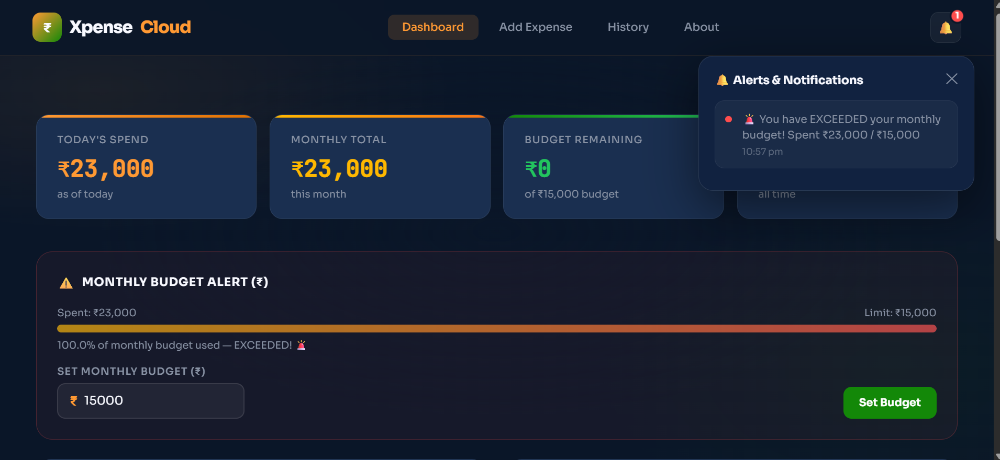 ₹ Xpense Cloud
Dashboard
Add Expense
History
About
🔔 1
🔔 Alerts & Notifications
🚨 You have EXCEEDED your monthly
budget! Spent ₹23,000 / ₹15,000
10:57 pm
TODAY'S SPEND
₹23,000
as of today
MONTHLY TOTAL
₹23,000
this month
BUDGET REMAINING
₹0
of ₹15,000 budget
all time
⚠️ MONTHLY BUDGET ALERT (₹)
Spent: ₹23,000
Limit: ₹15,000
100.0% of monthly budget used — EXCEEDED! 🚨
SET MONTHLY BUDGET (₹)
₹ 15000
Set Budget